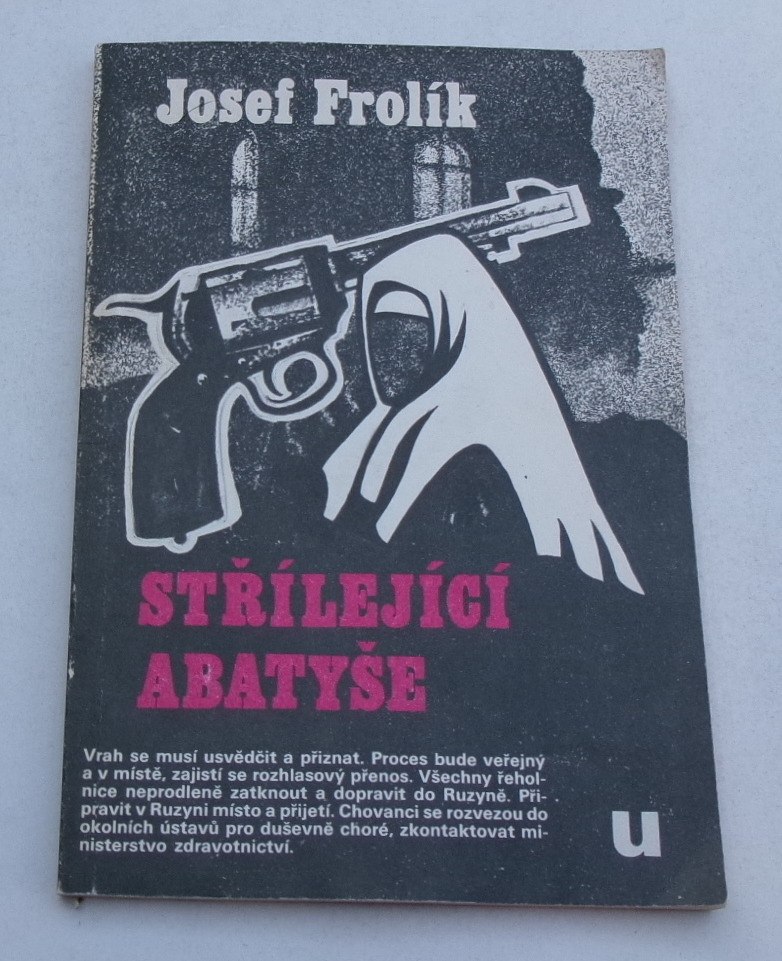 Josef Frolík
STŘÍLEJÍCÍ
ABATYŠE
Vrah se musí usvědčit a přiznat. Proces bude veřejný
a v místě, zajistí se rozhlasový přenos. Všechny řehol-
nice neprodleně zatknout a dopravit do Ruzyně. Při-
pravit v Ruzyni místo a přijetí. Chovanci se rozvezou do
okolních ústavů pro duševně choré, zkontaktovat mi-
nisterstvo zdravotnictví.
u